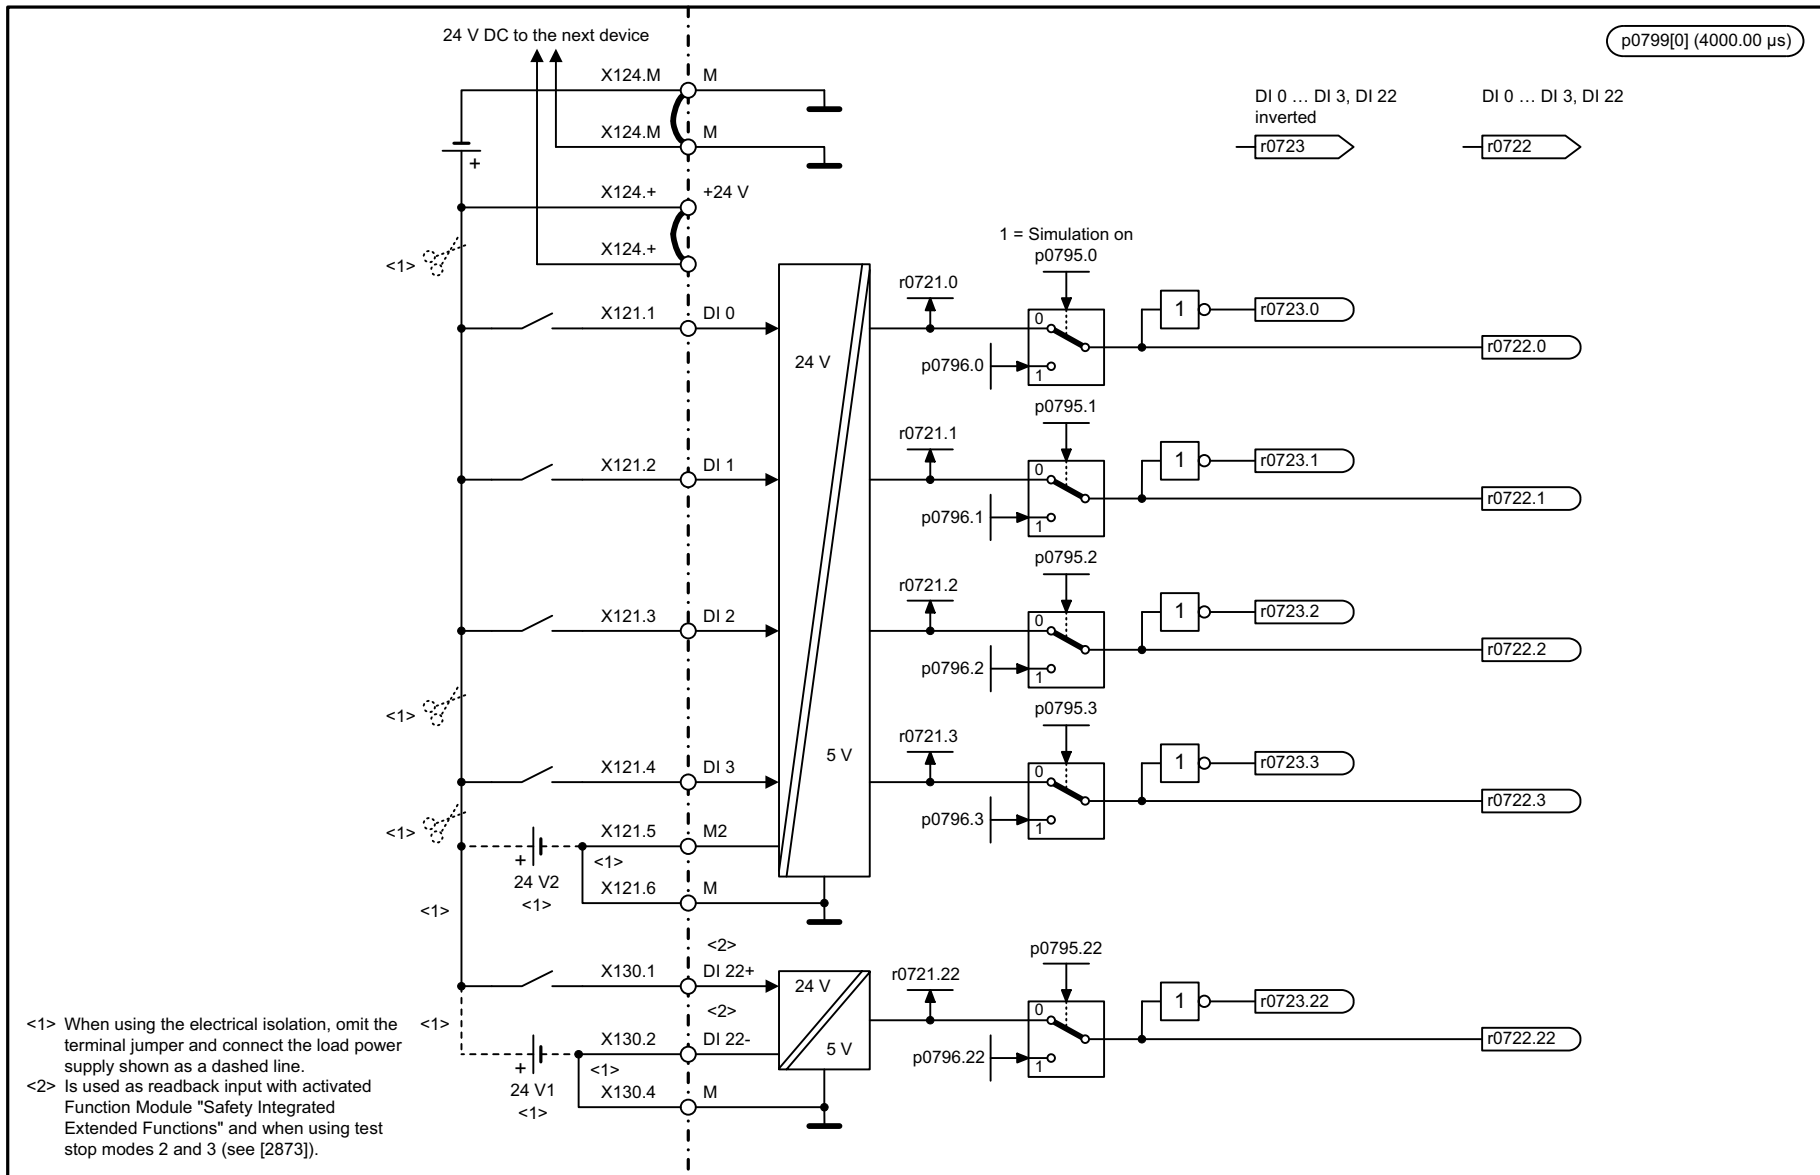 24 V DC to the next device
p0799[0] (4000.00 µs)
X124.M M
DI 0 … DI 3, DI 22
inverted
DI 0 … DI 3, DI 22
X124.M M
r0723
r0722
+
X124.+ +24 V
1 = Simulation on
<1>
X124.+
p0795.0
r0721.0
X121.1 DI 0
0
1
r0723.0
r0722.0
24 V
p0796.0
1
p0795.1
r0721.1
X121.2 DI 1
0
1
r0723.1
r0722.1
p0796.1
1
p0795.2
r0721.2
X121.3 DI 2
0
1
r0723.2
r0722.2
p0796.2
1
<1>
p0795.3
r0721.3
5 V
X121.4 DI 3
0
1
r0723.3
r0722.3
p0796.3
1
<1>
X121.5 M2
+
<1>
24 V2
<1>
X121.6 M
<1>
<2>
p0795.22
X130.1 DI 22+
24 V
r0721.22
<2>
0
1
r0723.22
r0722.22
<1>
X130.2 DI 22-
5 V
p0796.22
1
+
<1>
24 V1
<1>
X130.4 M
<1> When using the electrical isolation, omit the
terminal jumper and connect the load power
supply shown as a dashed line.
<2> Is used as readback input with activated
Function Module "Safety Integrated
Extended Functions" and when using test
stop modes 2 and 3 (see [2873]).